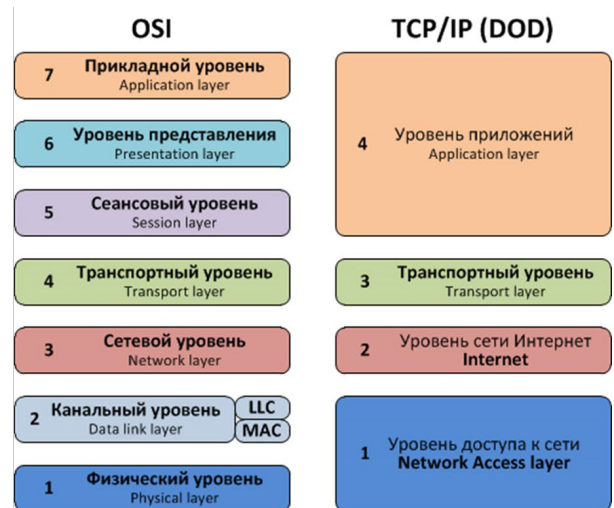 OSI
7 Прикладной уровень
Application layer
6 Уровень представления
Presentation layer
5 Сеансовый уровень
Session layer
4 Транспортный уровень
Transport layer
3 Сетевой уровень
Network layer
2 Канальный уровень
Data link layer
LLC
MAC
1 Физический уровень
Physical layer
TCP/IP (DOD)
4 Уровень приложений
Application layer
3 Транспортный уровень
Transport layer
2 Уровень сети Интернет
Internet
1 Уровень доступа к сети
Network Access layer